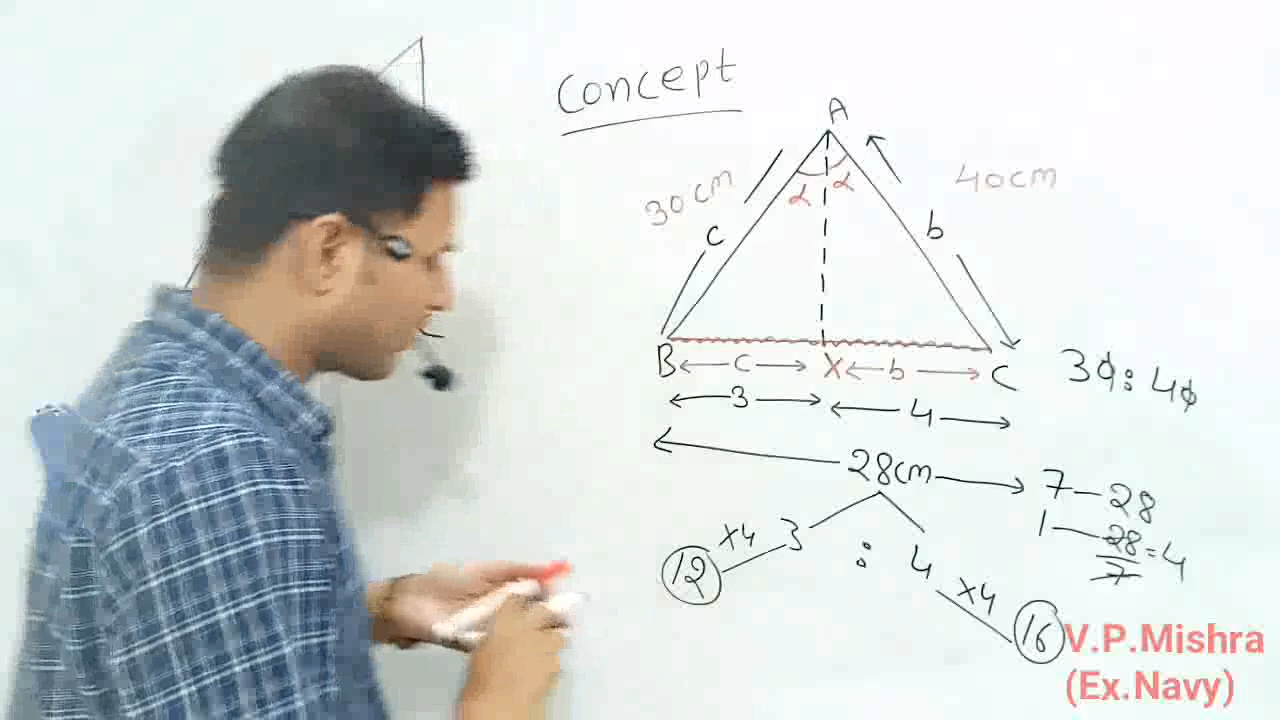 Concept
A
30cm
40cm
α α
c
b
B c X b C
30 : 40
3 4
28cm
7 – 28
1 – 28/7 = 4
3 : 4
×4 ×4
12 16
V.P.Mishra
(Ex.Navy)